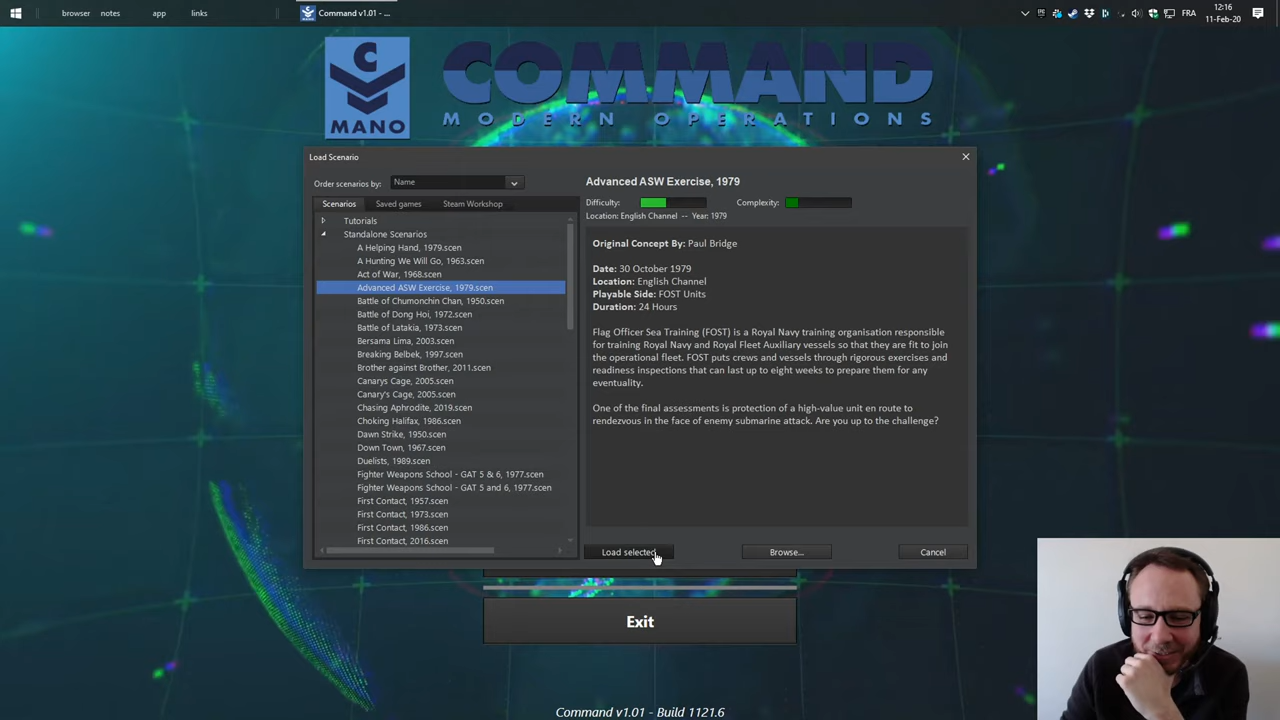 browser notes app links Command v1.01 - ... FRA 12:16
11-Feb-20
C
MANO
COMMAND
MODERN OPERATIONS
Load Scenario
Order scenarios by: Name
Scenarios Saved games Steam Workshop
Tutorials
Standalone Scenarios
A Helping Hand, 1979.scen
A Hunting We Will Go, 1963.scen
Act of War, 1968.scen
Advanced ASW Exercise, 1979.scen
Battle of Chumonchin Chan, 1950.scen
Battle of Dong Hoi, 1972.scen
Battle of Latakia, 1973.scen
Bersama Lima, 2003.scen
Breaking Belbek, 1997.scen
Brother against Brother, 2011.scen
Canarys Cage, 2005.scen
Canary's Cage, 2005.scen
Chasing Aphrodite, 2019.scen
Choking Halifax, 1986.scen
Dawn Strike, 1950.scen
Down Town, 1967.scen
Duelists, 1989.scen
Fighter Weapons School - GAT 5 & 6, 1977.scen
Fighter Weapons School - GAT 5 and 6, 1977.scen
First Contact, 1957.scen
First Contact, 1973.scen
First Contact, 1986.scen
First Contact, 2016.scen
Advanced ASW Exercise, 1979
Difficulty: Complexity:
Location: English Channel -- Year: 1979
Original Concept By: Paul Bridge
Date: 30 October 1979
Location: English Channel
Playable Side: FOST Units
Duration: 24 Hours
Flag Officer Sea Training (FOST) is a Royal Navy training organisation responsible
for training Royal Navy and Royal Fleet Auxiliary vessels so that they are fit to join
the operational fleet. FOST puts crews and vessels through rigorous exercises and
readiness inspections that can last up to eight weeks to prepare them for any
eventuality.
One of the final assessments is protection of a high-value unit en route to
rendezvous in the face of enemy submarine attack. Are you up to the challenge?
Load selected Browse... Cancel
Exit
Command v1.01 - Build 1121.6